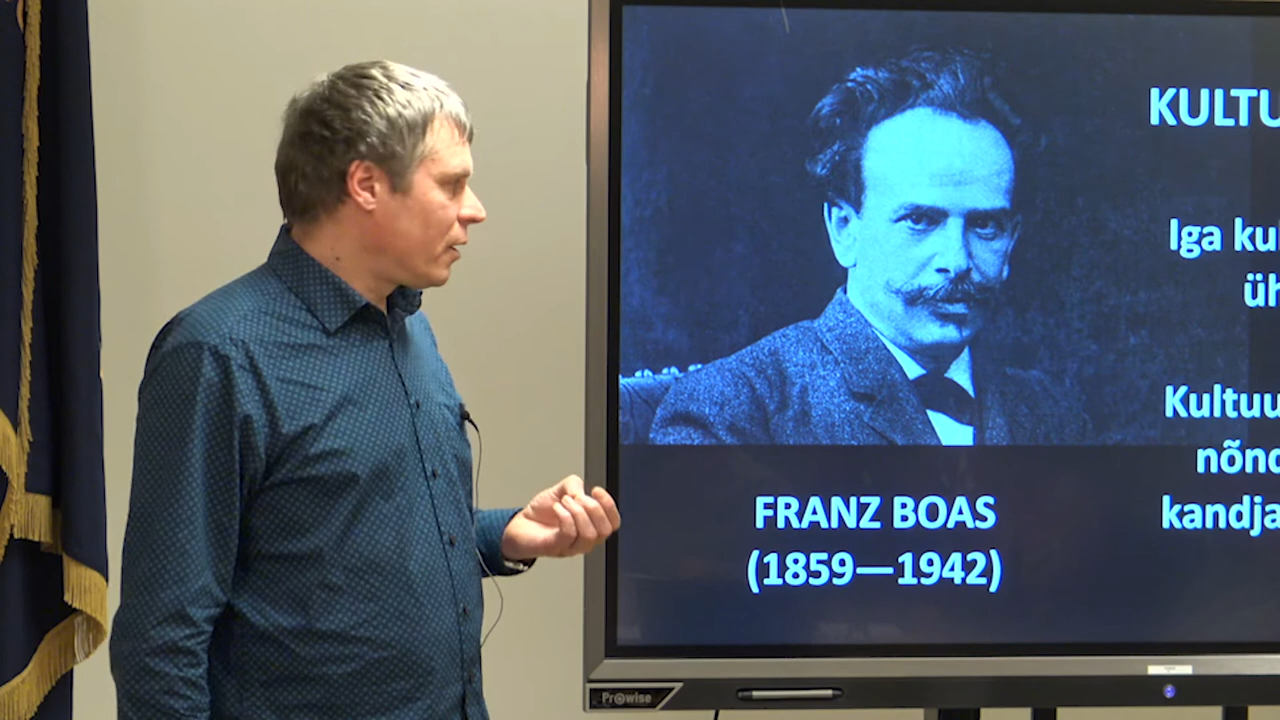 KULTU
Iga ku
üh
Kultuu
nõnd
kandja
FRANZ BOAS
(1859—1942)
Prowise